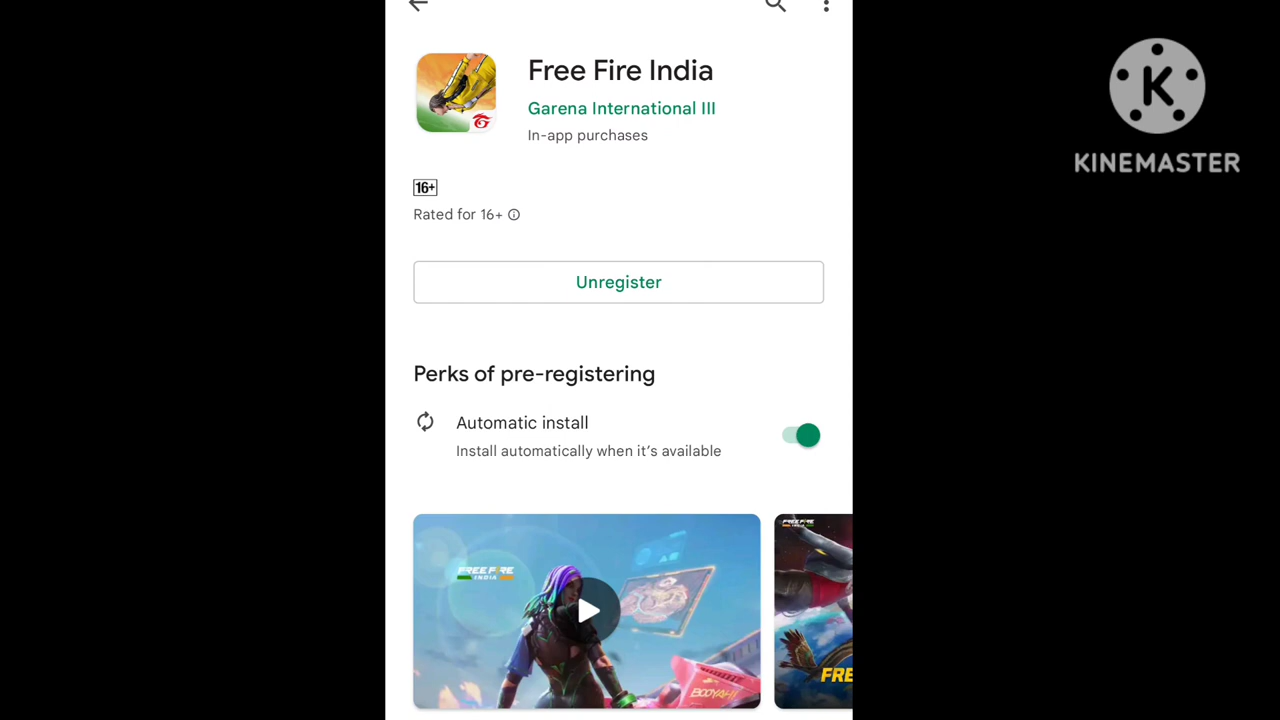 Free Fire India
Garena International III
In-app purchases
K
KINEMASTER
16+
Rated for 16+
Unregister
Perks of pre-registering
Automatic install
Install automatically when it's available
FREE FIRE
INDIA
BOOYAH!
FREE FIRE
FRE